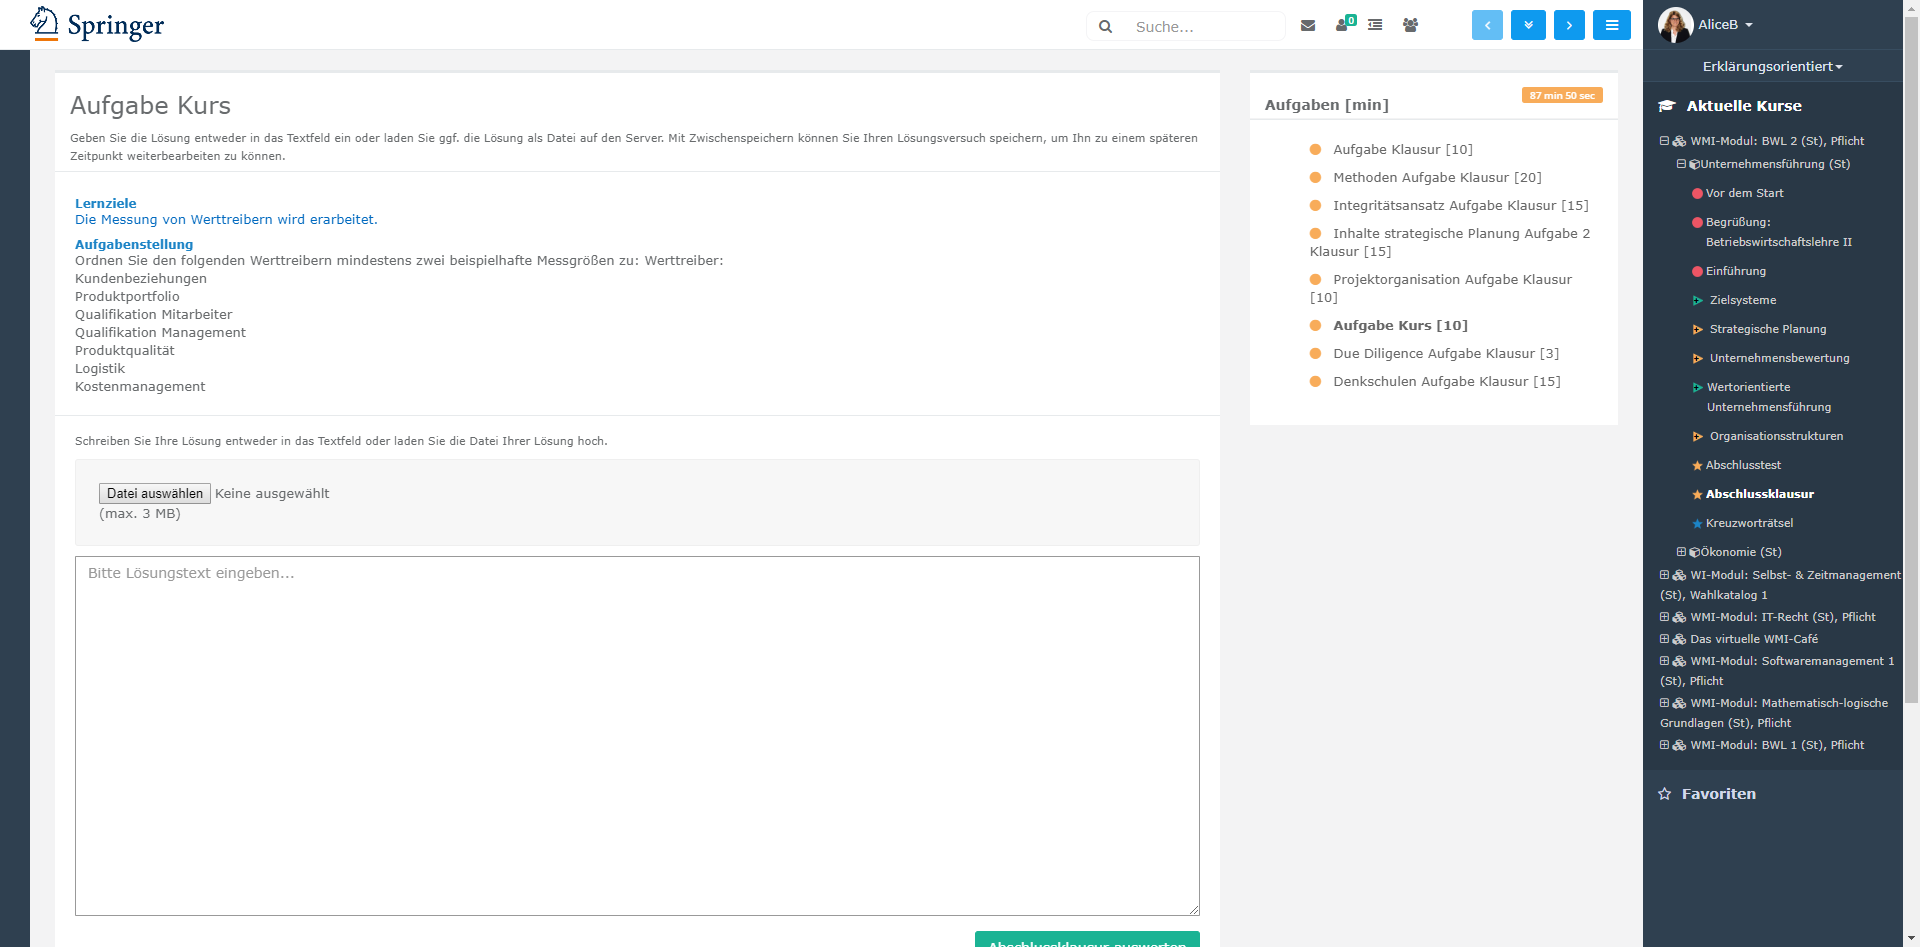 Springer
Suche...
0
AliceB
Erklärungsorientiert
Aufgabe Kurs
Geben Sie die Lösung entweder in das Textfeld ein oder laden Sie ggf. die Lösung als Datei auf den Server. Mit Zwischenspeichern können Sie Ihren Lösungsversuch speichern, um Ihn zu einem späteren
Zeitpunkt weiterbearbeiten zu können.
Lernziele
Die Messung von Werttreibern wird erarbeitet.
Aufgabenstellung
Ordnen Sie den folgenden Werttreibern mindestens zwei beispielhafte Messgrößen zu: Werttreiber:
Kundenbeziehungen
Produktportfolio
Qualifikation Mitarbeiter
Qualifikation Management
Produktqualität
Logistik
Kostenmanagement
Schreiben Sie Ihre Lösung entweder in das Textfeld oder laden Sie die Datei Ihrer Lösung hoch.
Datei auswählen Keine ausgewählt
(max. 3 MB)
Bitte Lösungstext eingeben...
Abschlussklausur auswerten
Aufgaben [min]
87 min 50 sec
Aufgabe Klausur [10]
Methoden Aufgabe Klausur [20]
Integritätsansatz Aufgabe Klausur [15]
Inhalte strategische Planung Aufgabe 2
Klausur [15]
Projektorganisation Aufgabe Klausur
[10]
Aufgabe Kurs [10]
Due Diligence Aufgabe Klausur [3]
Denkschulen Aufgabe Klausur [15]
Aktuelle Kurse
WMI-Modul: BWL 2 (St), Pflicht
Unternehmensführung (St)
Vor dem Start
Begrüßung:
Betriebswirtschaftslehre II
Einführung
Zielsysteme
Strategische Planung
Unternehmensbewertung
Wertorientierte
Unternehmensführung
Organisationsstrukturen
Abschlusstest
Abschlussklausur
Kreuzworträtsel
Ökonomie (St)
WI-Modul: Selbst- & Zeitmanagement
(St), Wahlkatalog 1
WMI-Modul: IT-Recht (St), Pflicht
Das virtuelle WMI-Café
WMI-Modul: Softwaremanagement 1
(St), Pflicht
WMI-Modul: Mathematisch-logische
Grundlagen (St), Pflicht
WMI-Modul: BWL 1 (St), Pflicht
Favoriten